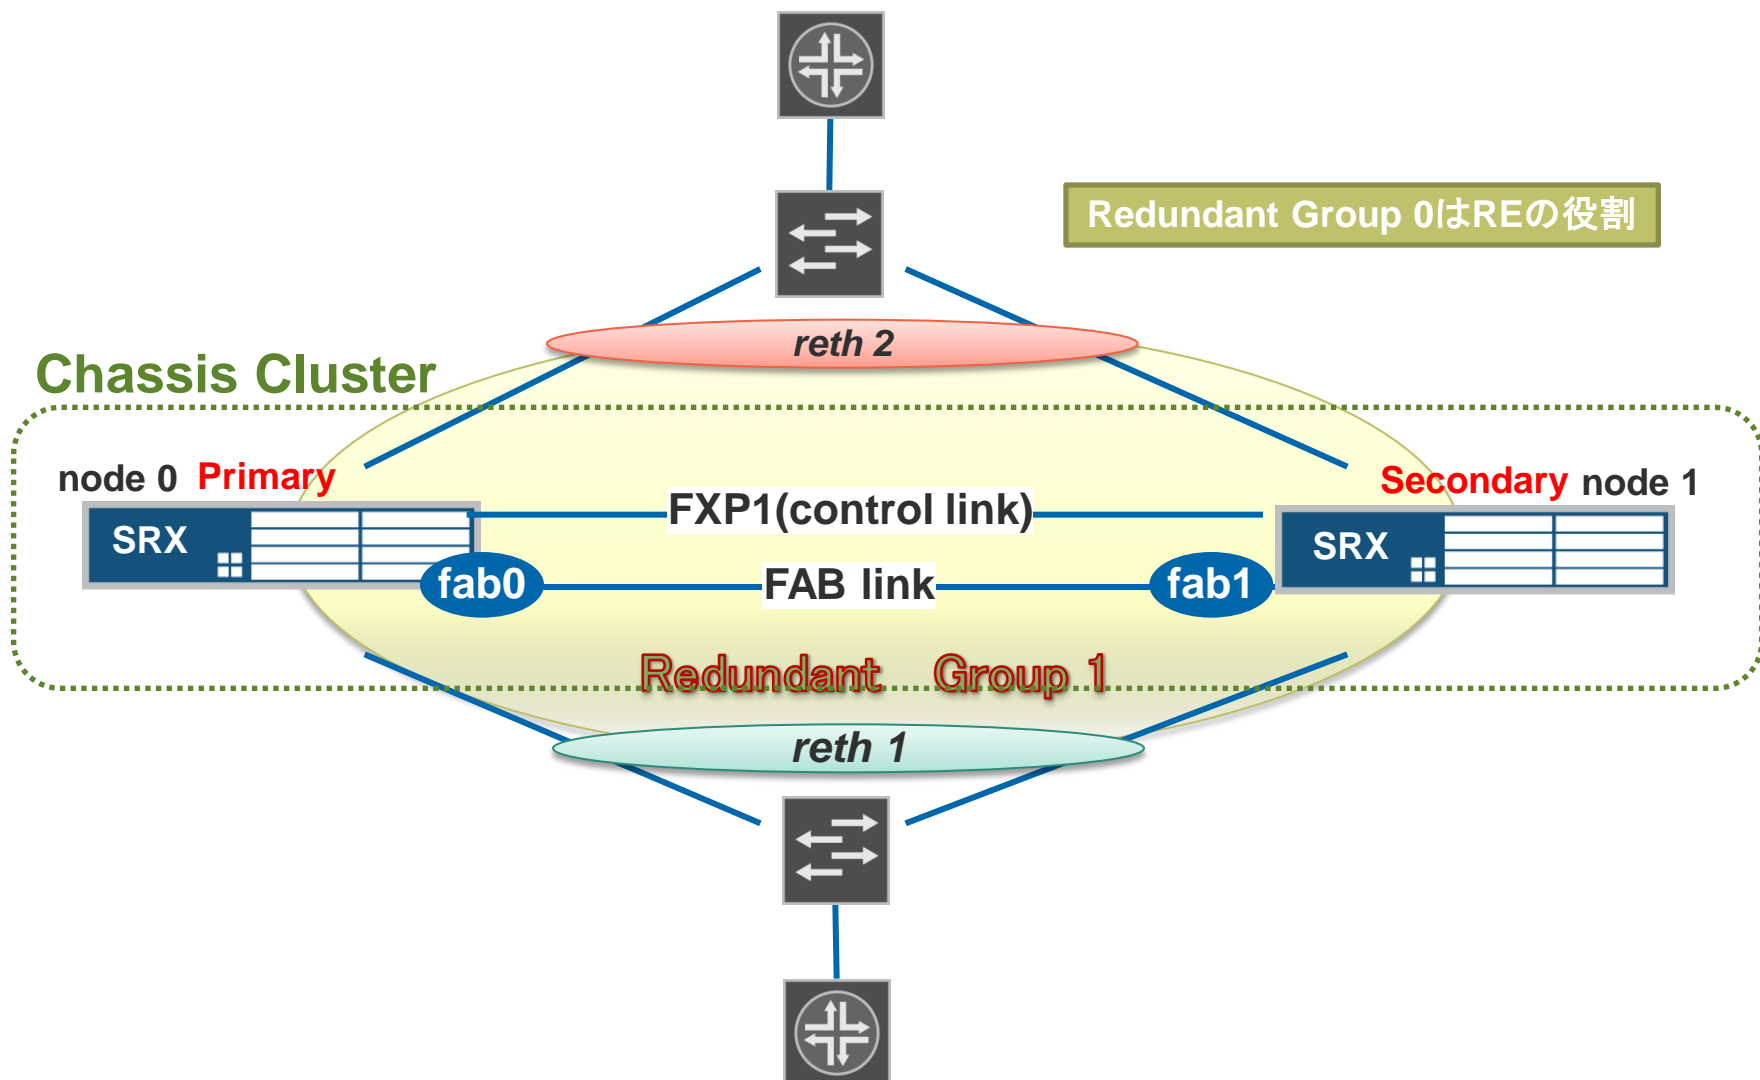 Redundant Group 0はREの役割
reth 2
Chassis Cluster
node 0 Primary
Secondary node 1
SRX
FXP1(control link)
SRX
fab0
FAB link
fab1
Redundant　Group 1
reth 1